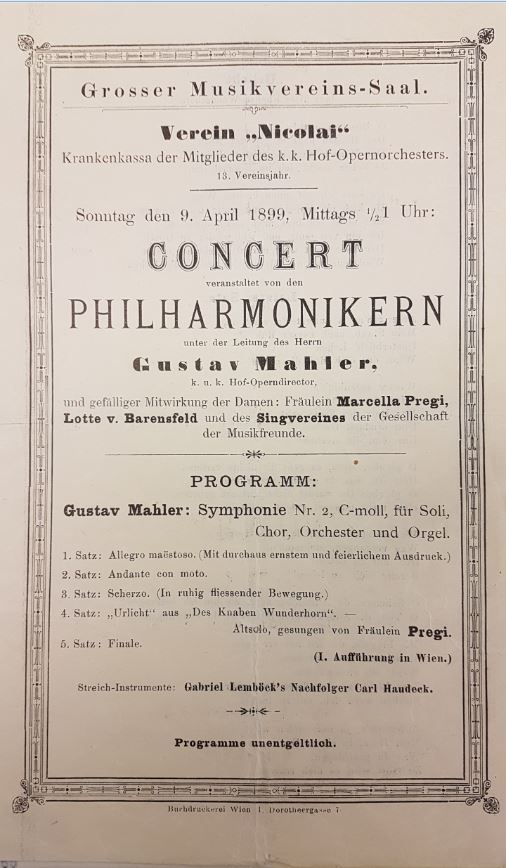 Grosser Musikvereins-Saal.
Verein „Nicolai“
Krankenkassa der Mitglieder des k. k. Hof-Opernorchesters.
13. Vereinsjahr.
Sonntag den 9. April 1899, Mittags ½1 Uhr:
CONCERT
veranstaltet von den
PHILHARMONIKERN
unter der Leitung des Herrn
Gustav Mahler,
k. u. k. Hof-Operndirector,
und gefälliger Mitwirkung der Damen: Fräulein Marcella Pregi,
Lotte v. Barensfeld und des Singvereines der Gesellschaft
der Musikfreunde.
PROGRAMM:
Gustav Mahler: Symphonie Nr. 2, C-moll, für Soli,
Chor, Orchester und Orgel.
1. Satz: Allegro maëstoso. (Mit durchaus ernstem und feierlichem Ausdruck.)
2. Satz: Andante con moto.
3. Satz: Scherzo. (In ruhig fliessender Bewegung.)
4. Satz: „Urlicht“ aus „Des Knaben Wunderhorn“. —
Altsolo, gesungen von Fräulein Pregi.
5. Satz: Finale.
(I. Aufführung in Wien.)
Streich-Instrumente: Gabriel Lemböck's Nachfolger Carl Haudeck.
Programme unentgeltlich.
Buchdruckerei Wien I. Dorotheergasse 7